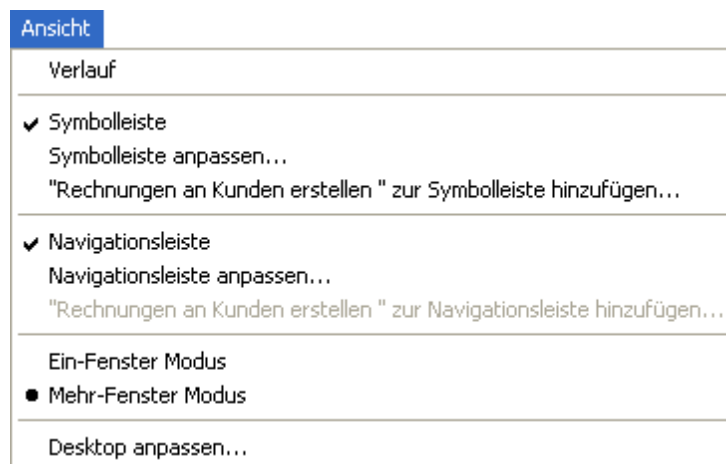 Ansicht
Verlauf
Symbolleiste
Symbolleiste anpassen...
"Rechnungen an Kunden erstellen " zur Symbolleiste hinzufügen...
Navigationsleiste
Navigationsleiste anpassen...
"Rechnungen an Kunden erstellen " zur Navigationsleiste hinzufügen...
Ein-Fenster Modus
Mehr-Fenster Modus
Desktop anpassen...